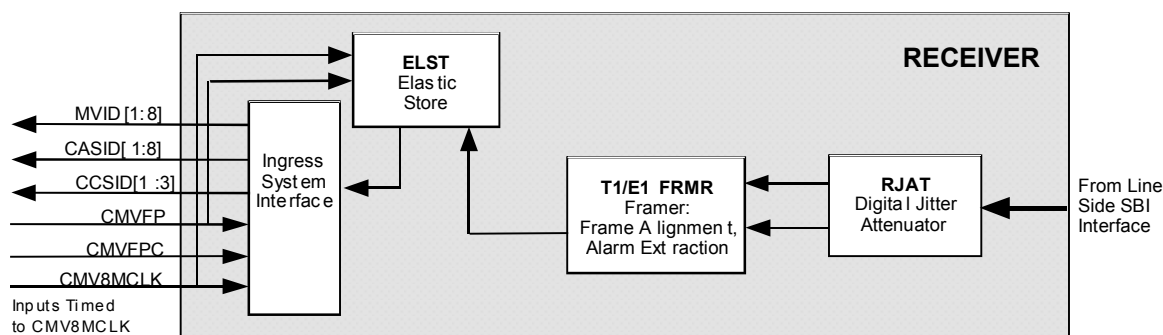 RECEIVER
ELST
Elastic
Store
MVID [1:8]
CASID[ 1:8]
CCSID[1 :3]
CMVFP
CMVFPC
CMV8MCLK
Inputs Timed
to CMV8MCLK
Ingress
System
Interface
T1/E1 FRMR
Framer:
Frame Alignment,
Alarm Extraction
RJAT
Digital Jitter
Attenuator
From Line
Side SBI
Interface